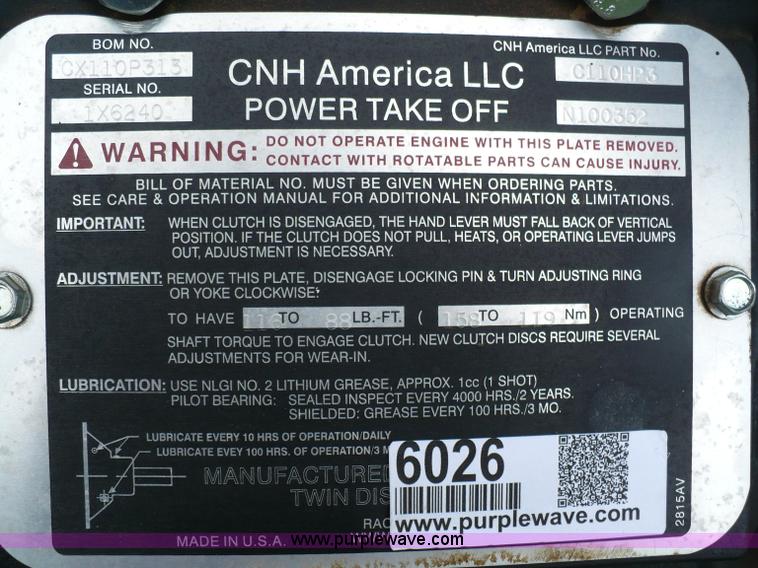 BOM NO.
CX110P313
SERIAL NO.
1X6240
CNH America LLC
POWER TAKE OFF
CNH America LLC PART No.
C110HP3
N100362
WARNING: DO NOT OPERATE ENGINE WITH THIS PLATE REMOVED.
CONTACT WITH ROTATABLE PARTS CAN CAUSE INJURY.
BILL OF MATERIAL NO. MUST BE GIVEN WHEN ORDERING PARTS.
SEE CARE & OPERATION MANUAL FOR ADDITIONAL INFORMATION & LIMITATIONS.
IMPORTANT: WHEN CLUTCH IS DISENGAGED, THE HAND LEVER MUST FALL BACK OF VERTICAL
POSITION. IF THE CLUTCH DOES NOT PULL, HEATS, OR OPERATING LEVER JUMPS
OUT, ADJUSTMENT IS NECESSARY.
ADJUSTMENT: REMOVE THIS PLATE, DISENGAGE LOCKING PIN & TURN ADJUSTING RING
OR YOKE CLOCKWISE:
TO HAVE 116 TO 88 LB.-FT. ( 158 TO 119 Nm ) OPERATING
SHAFT TORQUE TO ENGAGE CLUTCH. NEW CLUTCH DISCS REQUIRE SEVERAL
ADJUSTMENTS FOR WEAR-IN.
LUBRICATION: USE NLGI NO. 2 LITHIUM GREASE, APPROX. 1cc (1 SHOT)
PILOT BEARING: SEALED INSPECT EVERY 4000 HRS./2 YEARS.
SHIELDED: GREASE EVERY 100 HRS./3 MO.
LUBRICATE EVERY 10 HRS OF OPERATION/DAILY
LUBRICATE EVEY 100 HRS. OF OPERATION/3 M
MANUFACTURED
TWIN DIS
RAC
MADE IN U.S.A.
2815AV
6026
www.purplewave.com
www.purplewave.com